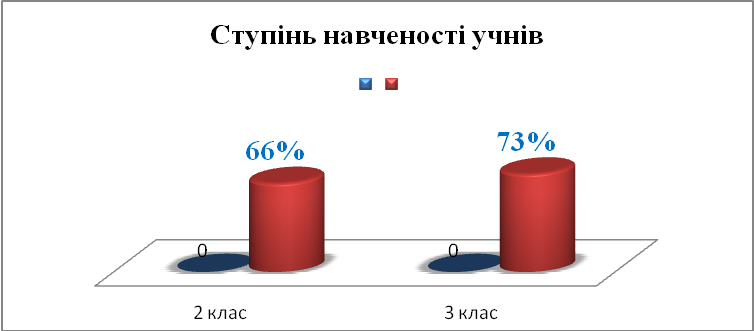 Ступінь навченості учнів
66% 73%
0 0
2 клас 3 клас